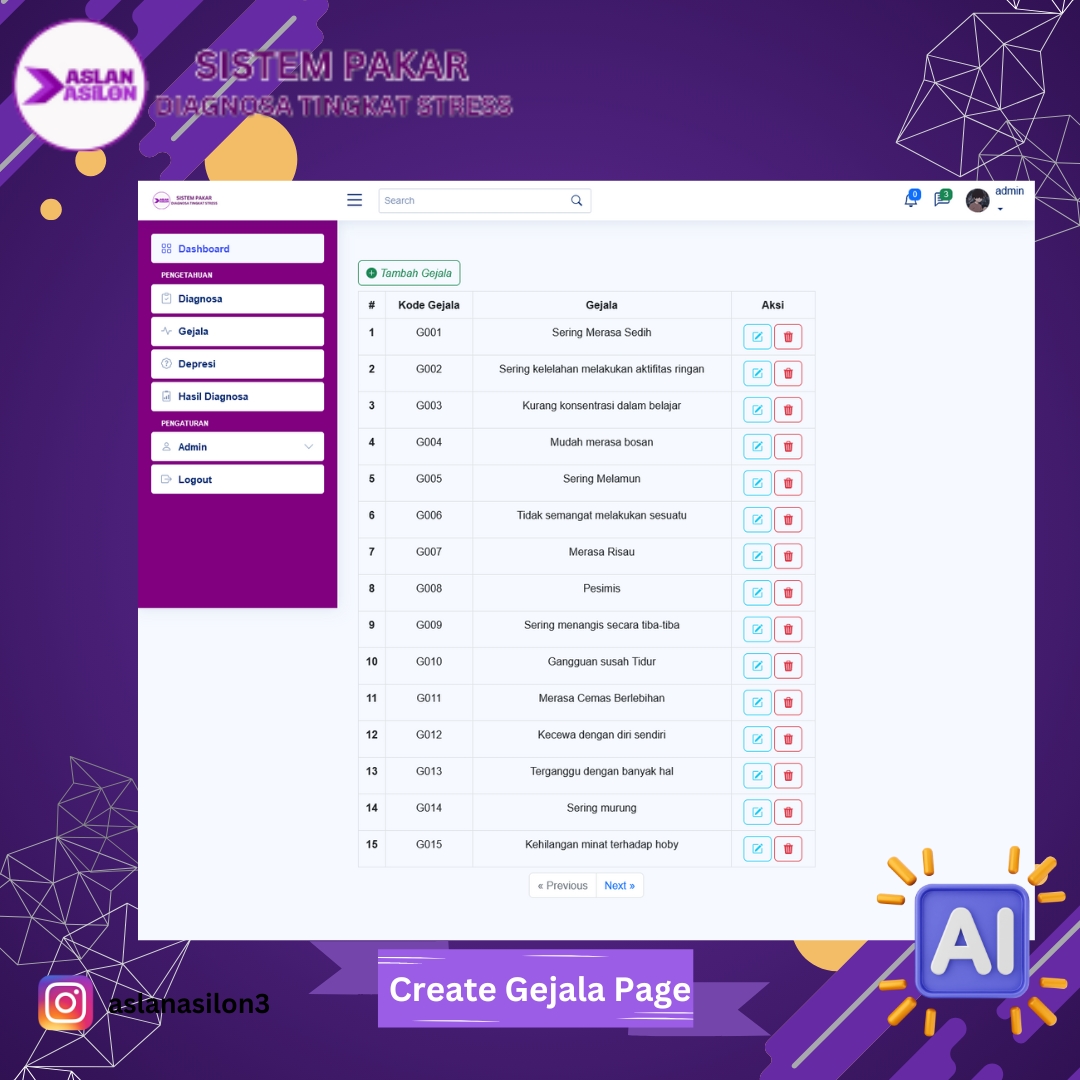 ASLAN
ASILON
SISTEM PAKAR
DIAGNOSA TINGKAT STRESS
SISTEM PAKAR
DIAGNOSA TINGKAT STRESS
Search
0
3
admin
Dashboard
PENGETAHUAN
Diagnosa
Gejala
Depresi
Hasil Diagnosa
PENGATURAN
Admin
Logout
Tambah Gejala
# Kode Gejala Gejala Aksi
1 G001 Sering Merasa Sedih
2 G002 Sering kelelahan melakukan aktifitas ringan
3 G003 Kurang konsentrasi dalam belajar
4 G004 Mudah merasa bosan
5 G005 Sering Melamun
6 G006 Tidak semangat melakukan sesuatu
7 G007 Merasa Risau
8 G008 Pesimis
9 G009 Sering menangis secara tiba-tiba
10 G010 Gangguan susah Tidur
11 G011 Merasa Cemas Berlebihan
12 G012 Kecewa dengan diri sendiri
13 G013 Terganggu dengan banyak hal
14 G014 Sering murung
15 G015 Kehilangan minat terhadap hoby
« Previous Next »
AI
Create Gejala Page
aslanasilon3